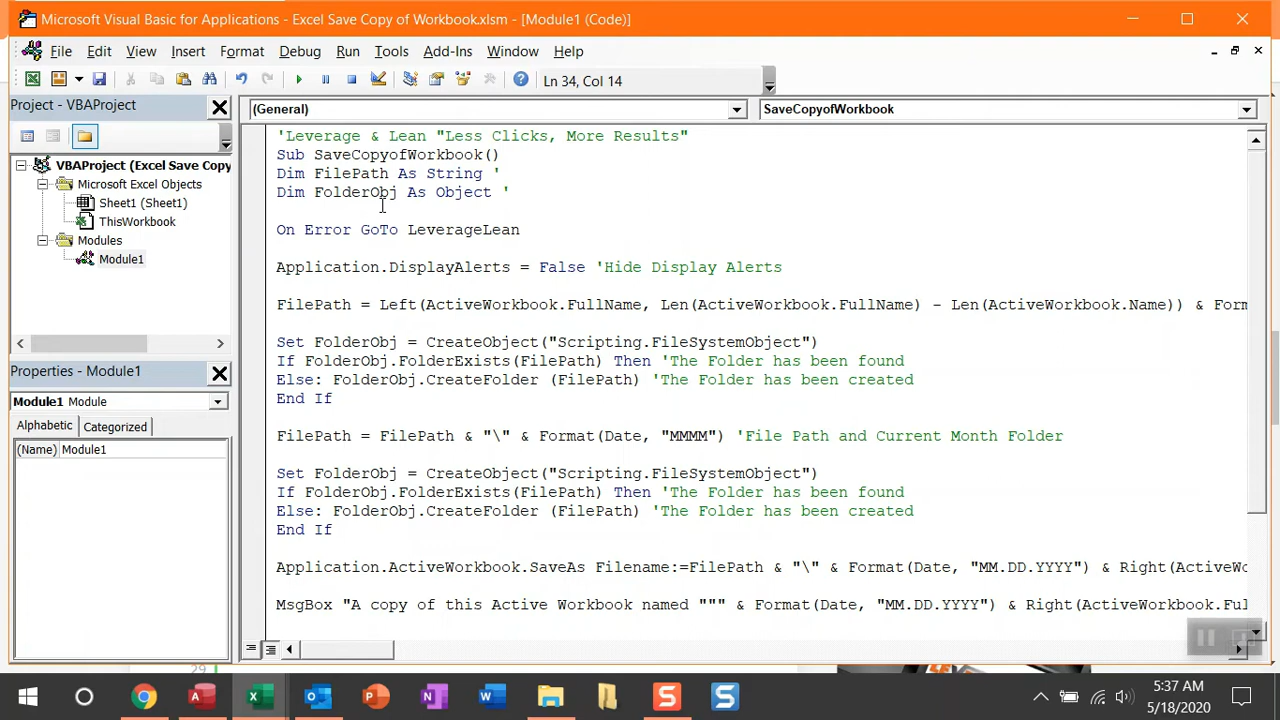 Microsoft Visual Basic for Applications - Excel Save Copy of Workbook.xlsm - [Module1 (Code)]
File Edit View Insert Format Debug Run Tools Add-Ins Window Help
Ln 34, Col 14
Project - VBAProject
(General)
SaveCopyofWorkbook
VBAProject (Excel Save Copy
Microsoft Excel Objects
Sheet1 (Sheet1)
ThisWorkbook
Modules
Module1
Properties - Module1
Module1 Module
Alphabetic Categorized
(Name) Module1
'Leverage & Lean "Less Clicks, More Results"
Sub SaveCopyofWorkbook()
Dim FilePath As String '
Dim FolderObj As Object '
On Error GoTo LeverageLean
Application.DisplayAlerts = False 'Hide Display Alerts
FilePath = Left(ActiveWorkbook.FullName, Len(ActiveWorkbook.FullName) - Len(ActiveWorkbook.Name)) & Form
Set FolderObj = CreateObject("Scripting.FileSystemObject")
If FolderObj.FolderExists(FilePath) Then 'The Folder has been found
Else: FolderObj.CreateFolder (FilePath) 'The Folder has been created
End If
FilePath = FilePath & "\" & Format(Date, "MMMM") 'File Path and Current Month Folder
Set FolderObj = CreateObject("Scripting.FileSystemObject")
If FolderObj.FolderExists(FilePath) Then 'The Folder has been found
Else: FolderObj.CreateFolder (FilePath) 'The Folder has been created
End If
Application.ActiveWorkbook.SaveAs Filename:=FilePath & "\" & Format(Date, "MM.DD.YYYY") & Right(ActiveWo
MsgBox "A copy of this Active Workbook named """ & Format(Date, "MM.DD.YYYY") & Right(ActiveWorkbook.Ful
29
5:37 AM
5/18/2020